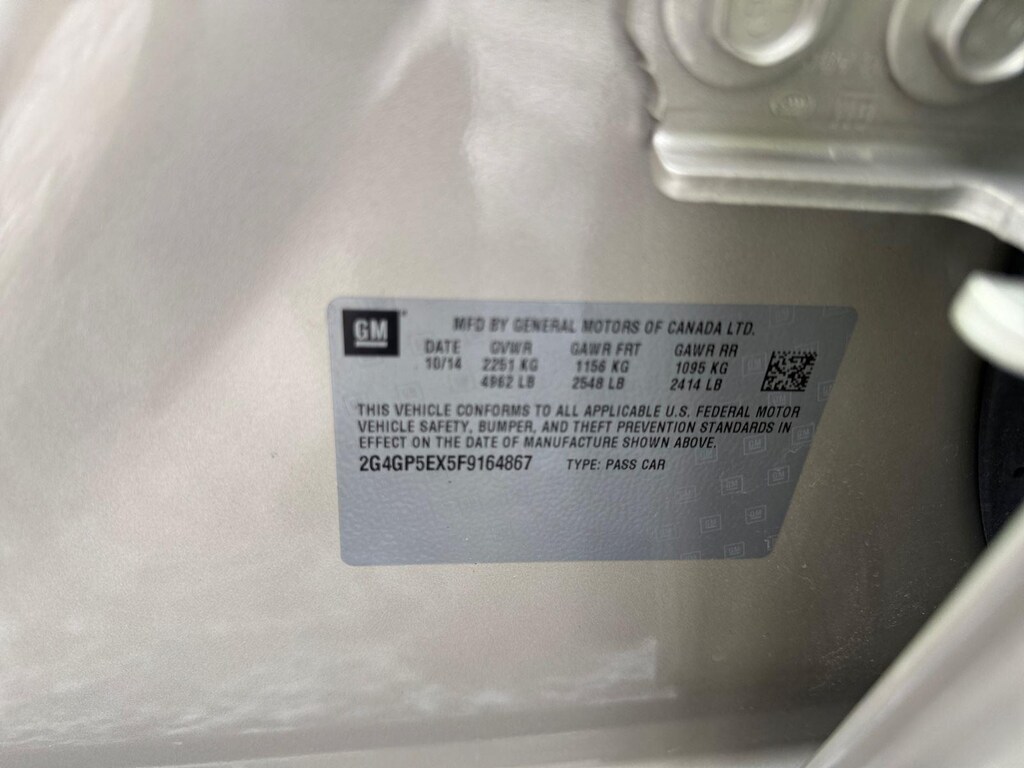 GM
MFD BY GENERAL MOTORS OF CANADA LTD.
DATE GVWR GAWR FRT GAWR RR
10/14 2251 KG 1156 KG 1095 KG
4962 LB 2548 LB 2414 LB
THIS VEHICLE CONFORMS TO ALL APPLICABLE U.S. FEDERAL MOTOR
VEHICLE SAFETY, BUMPER, AND THEFT PREVENTION STANDARDS IN
EFFECT ON THE DATE OF MANUFACTURE SHOWN ABOVE.
2G4GP5EX5F9164867 TYPE: PASS CAR